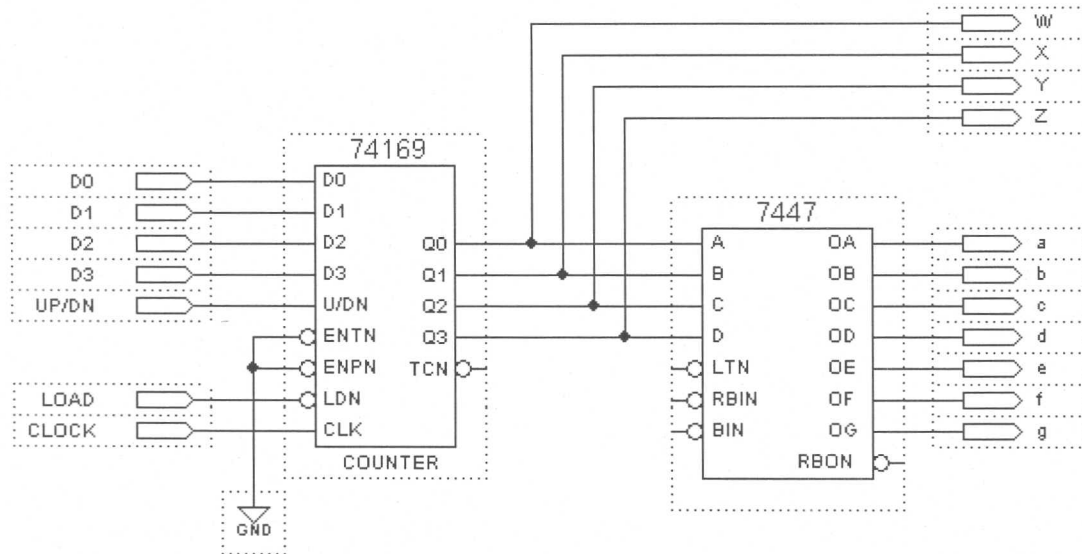 W
X
Y
Z
74169
D0
D1
D2
D3
UP/DN
LOAD
CLOCK
D0
D1
D2
D3
U/DN
ENTN
ENPN
LDN
CLK
Q0
Q1
Q2
Q3
TCN
COUNTER
GND
7447
A
B
C
D
LTN
RBIN
BIN
OA
OB
OC
OD
OE
OF
OG
RBON
a
b
c
d
e
f
g